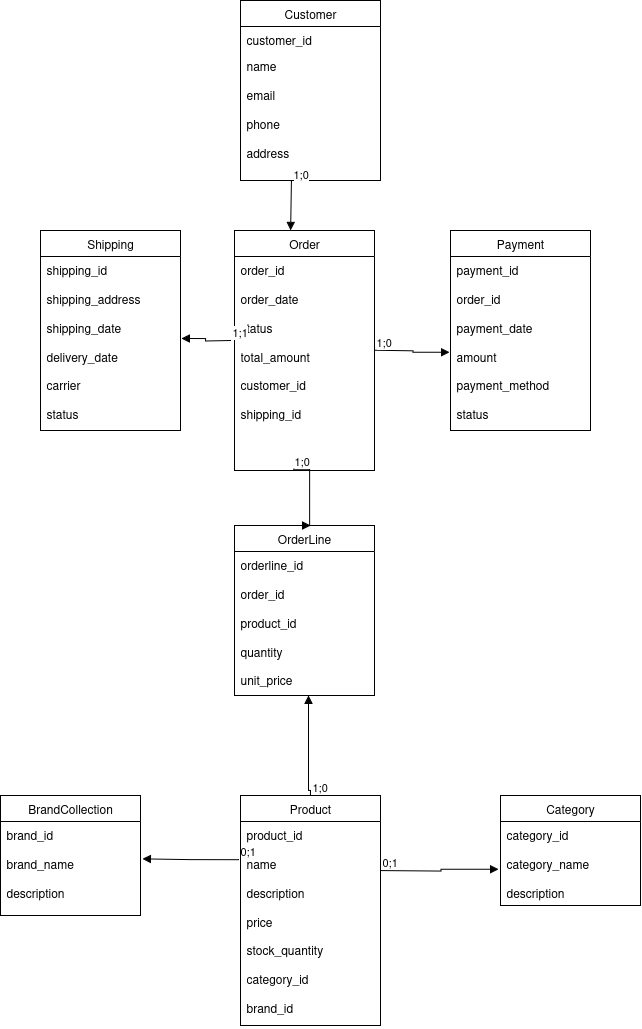 Customer
customer_id
name
email
phone
address
1;0
Shipping
shipping_id
shipping_address
shipping_date
delivery_date
carrier
status
Order
order_id
order_date
tatus
1;1
total_amount
customer_id
shipping_id
1;0
1;0
Payment
payment_id
order_id
payment_date
amount
payment_method
status
OrderLine
orderline_id
order_id
product_id
quantity
unit_price
1;0
BrandCollection
brand_id
brand_name
description
Product
product_id
0;1
name
description
price
stock_quantity
category_id
brand_id
0;1
Category
category_id
category_name
description